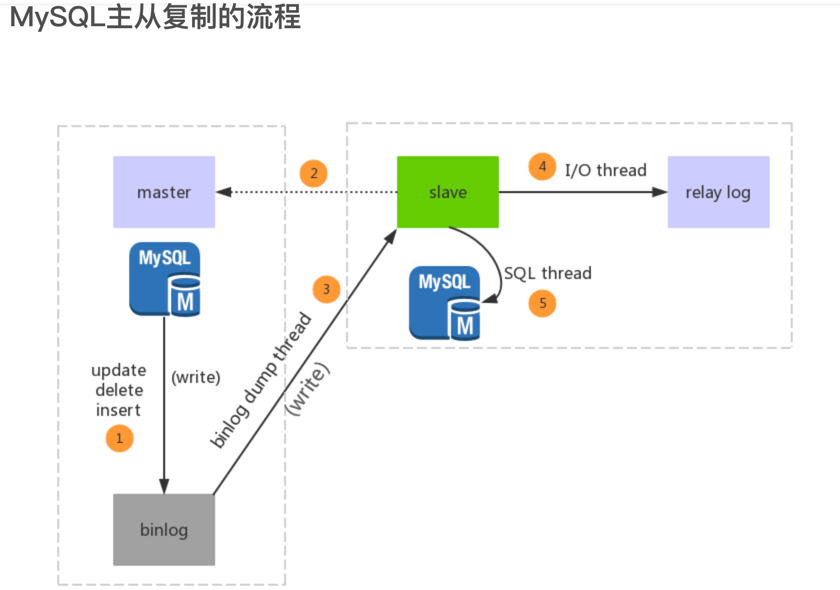 MySQL主从复制的流程
master
2
slave
4
I/O thread
relay log
MySQL
M
MySQL
M
SQL thread
5
3
binlog dump thread
(write)
update
delete
insert
(write)
1
binlog